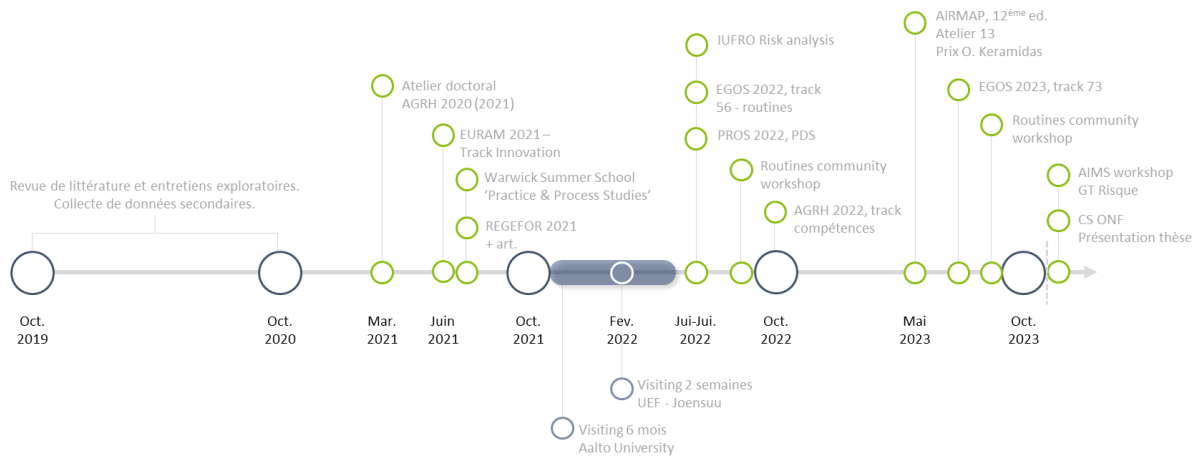 AIRMAP, 12ème ed.
Atelier 13
Prix O. Keramidas
IUFRO Risk analysis
Atelier doctoral
AGRH 2020 (2021)
EGOS 2022, track
56 - routines
EGOS 2023, track 73
EURAM 2021 –
Track Innovation
PROS 2022, PDS
Routines community
workshop
Warwick Summer School
‘Practice & Process Studies’
Routines community
workshop
AIMS workshop
GT Risque
Revue de littérature et entretiens exploratoires.
Collecte de données secondaires.
REGEFOR 2021
+ art.
AGRH 2022, track
compétences
CS ONF
Présentation thèse
Oct.
2019
Oct.
2020
Mar.
2021
Juin
2021
Oct.
2021
Fev.
2022
Jui-Jui.
2022
Oct.
2022
Mai
2023
Oct.
2023
Visiting 2 semaines
UEF - Joensuu
Visiting 6 mois
Aalto University